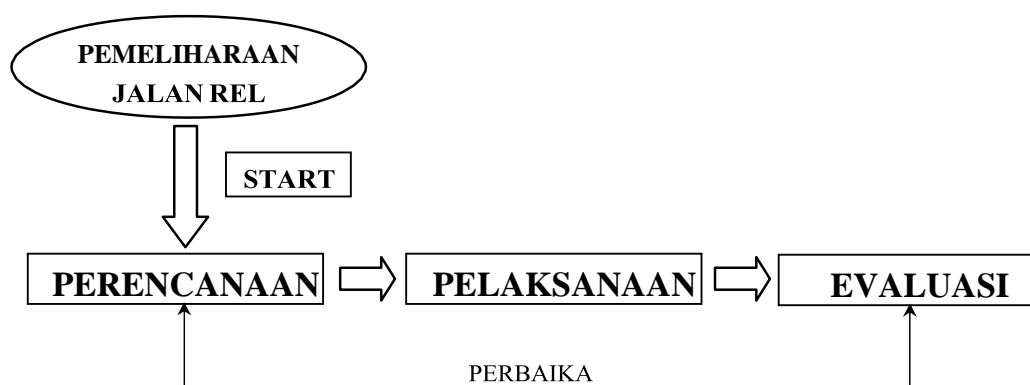 PEMELIHARAAN
JALAN REL
START
PERENCANAAN
PELAKSANAAN
EVALUASI
PERBAIKA